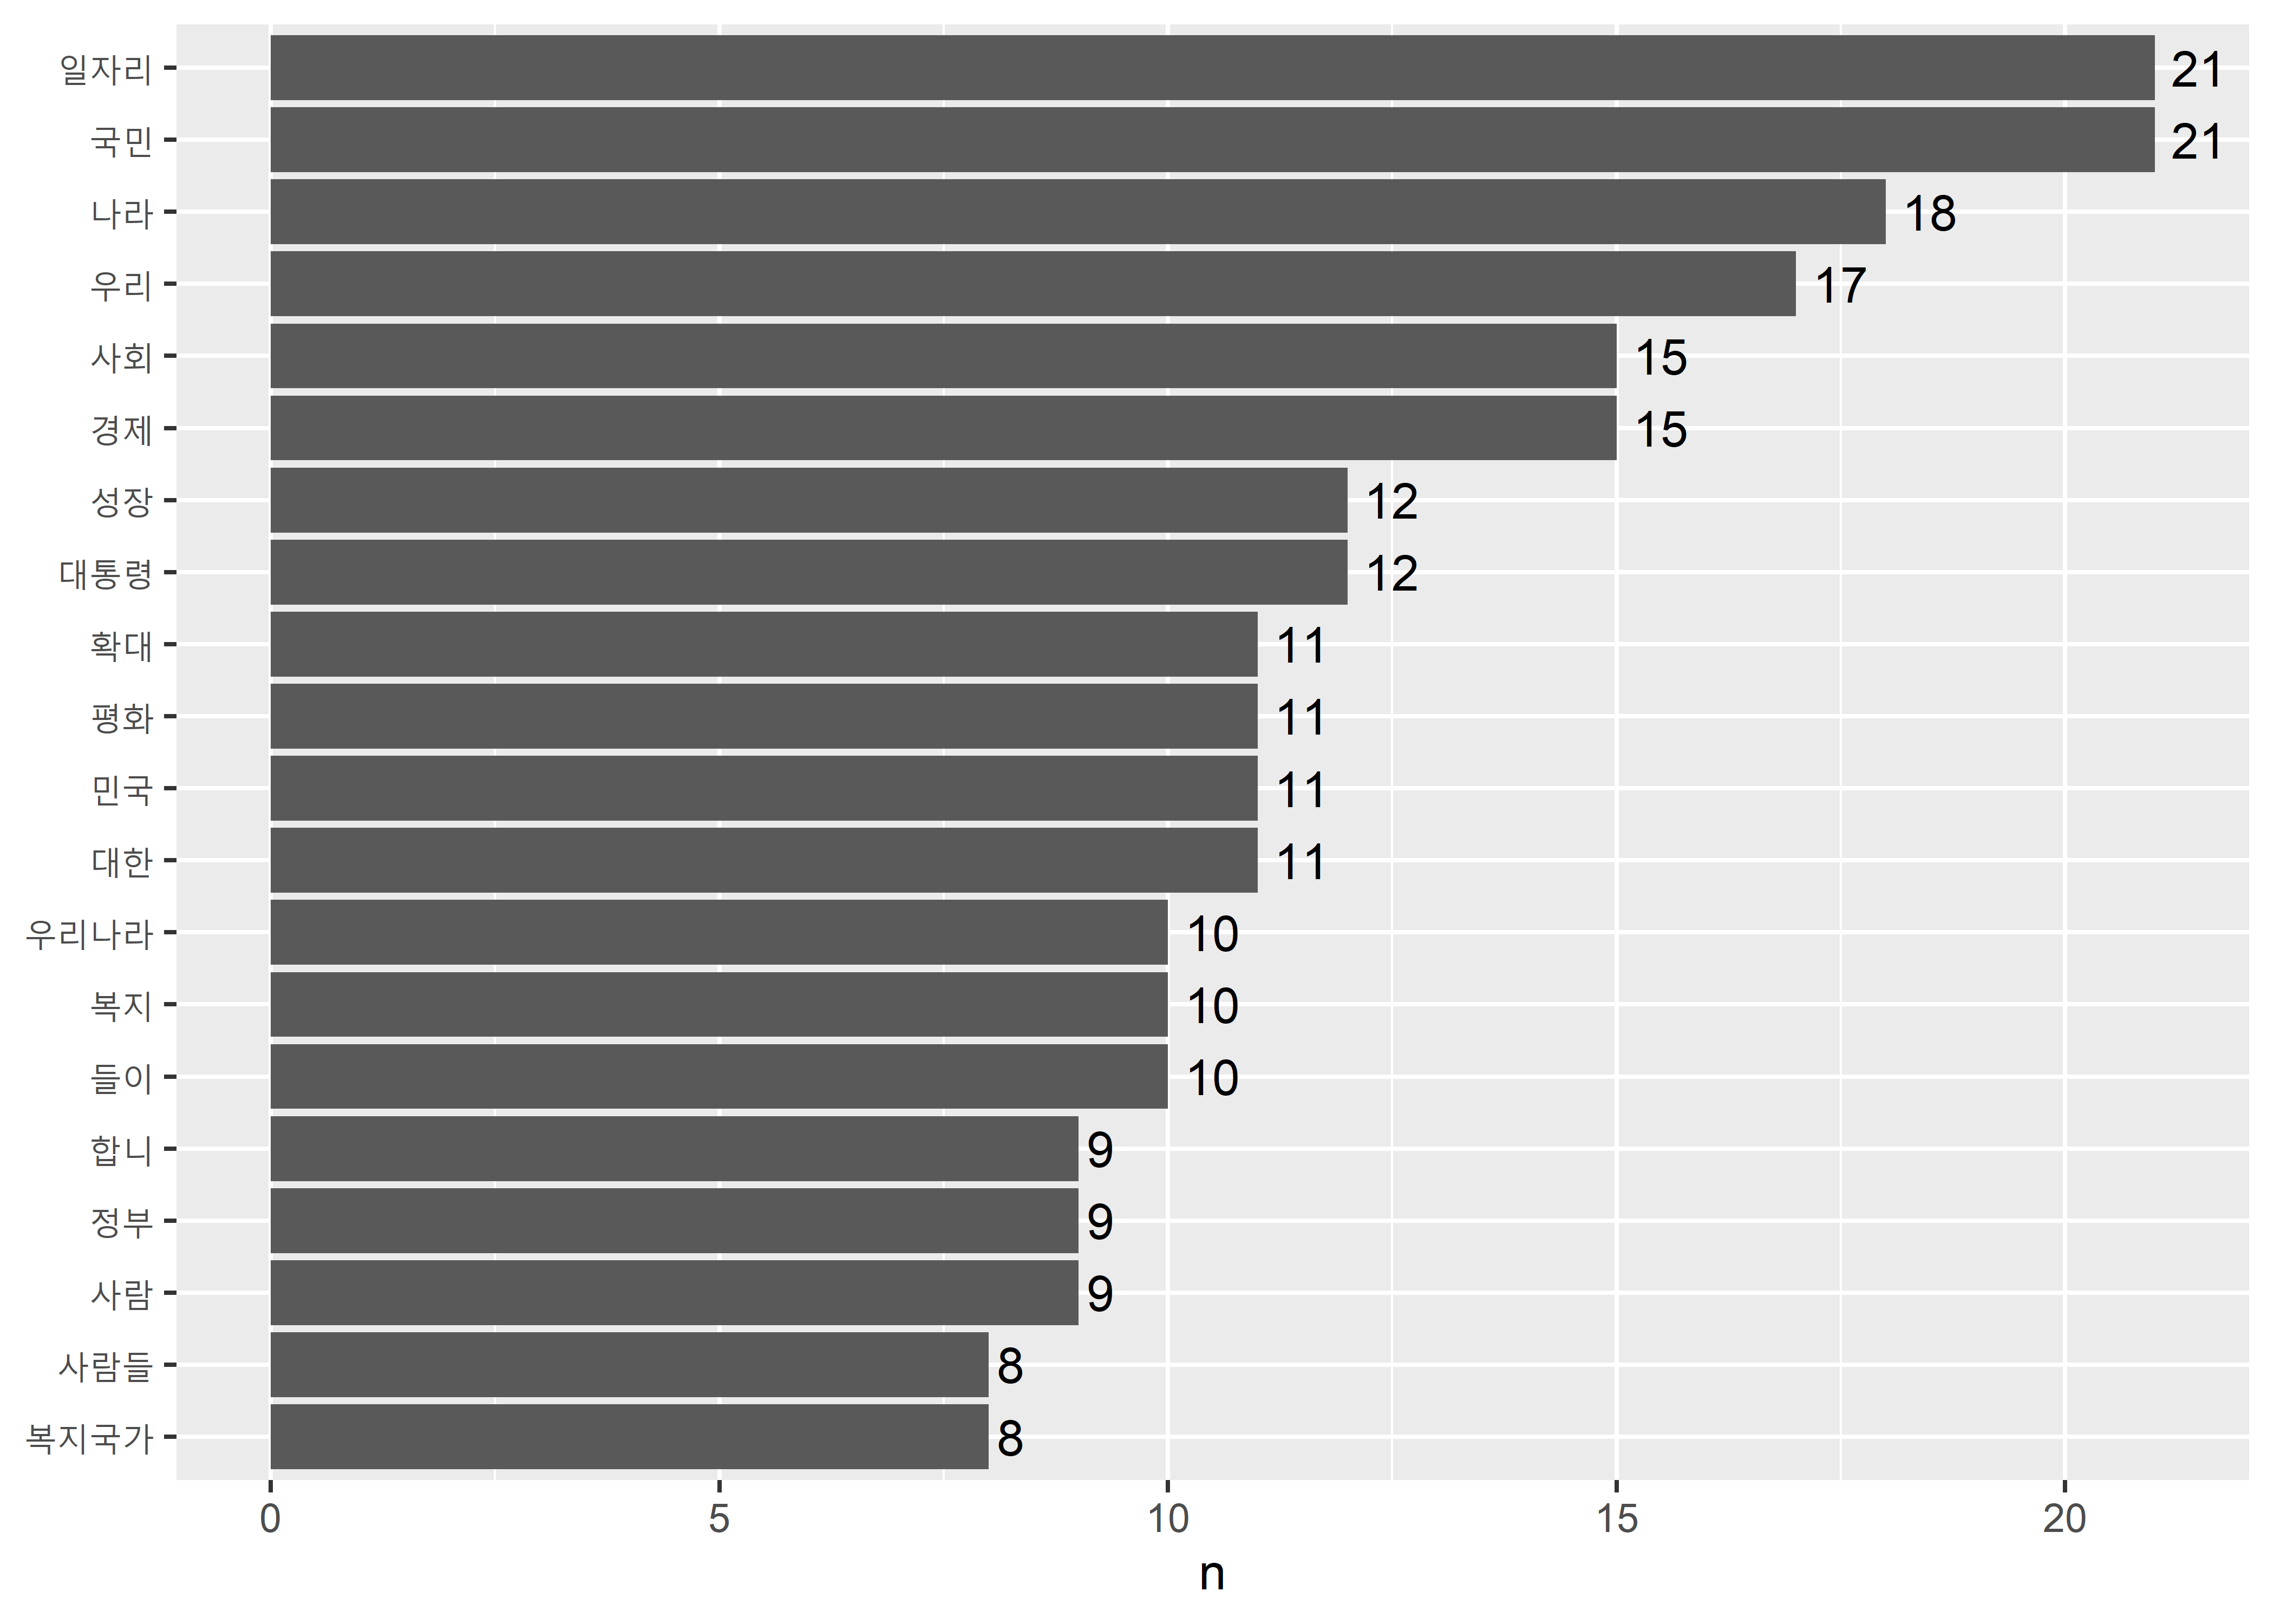 일자리 21
국민 21
나라 18
우리 17
사회 15
경제 15
성장 12
대통령 12
확대 11
평화 11
민국 11
대한 11
우리나라 10
복지 10
들이 10
합니 9
정부 9
사람 9
사람들 8
복지국가 8
0 5 10 15 20
n